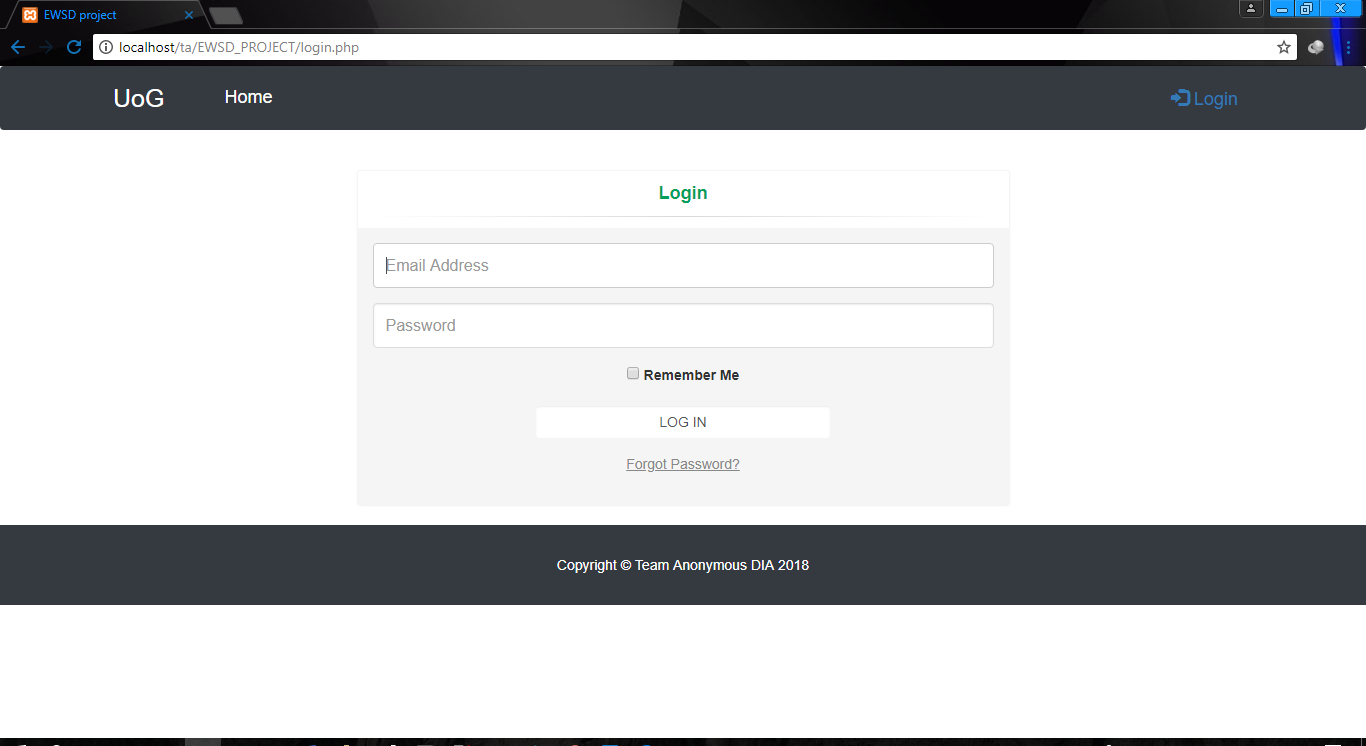 EWSD project
localhost/ta/EWSD_PROJECT/login.php
UoG Home Login
Login
Email Address
Password
Remember Me
LOG IN
Forgot Password?
Copyright © Team Anonymous DIA 2018